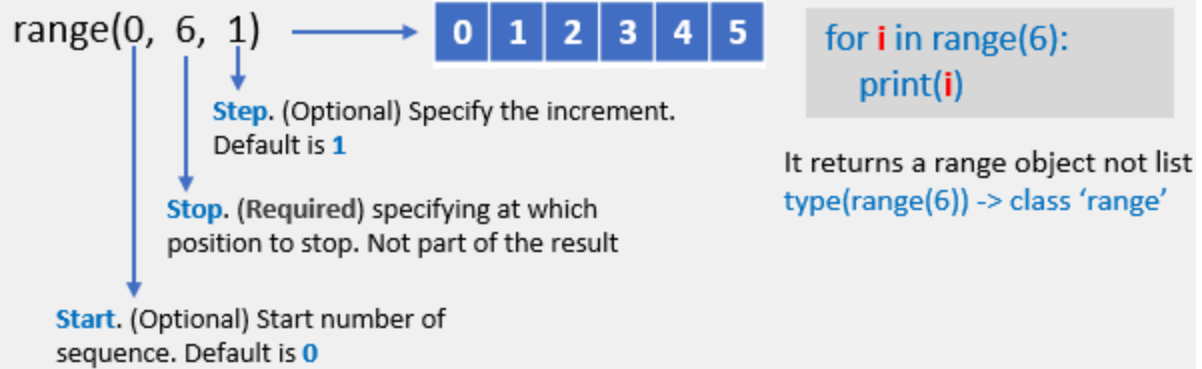 range(0, 6, 1)
0 1 2 3 4 5
Step. (Optional) Specify the increment.
Default is 1
Stop. (Required) specifying at which
position to stop. Not part of the result
Start. (Optional) Start number of
sequence. Default is 0
for i in range(6):
print(i)
It returns a range object not list
type(range(6)) -> class ‘range’